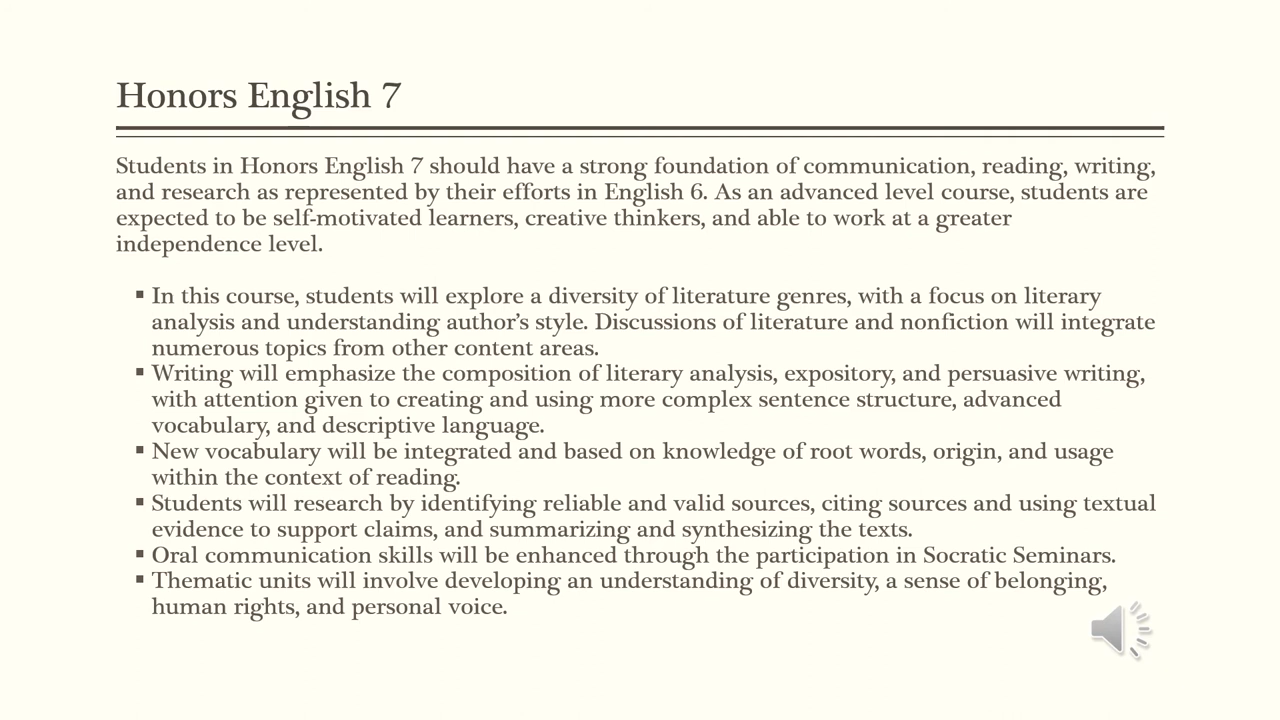 Honors English 7
Students in Honors English 7 should have a strong foundation of communication, reading, writing,
and research as represented by their efforts in English 6. As an advanced level course, students are
expected to be self-motivated learners, creative thinkers, and able to work at a greater
independence level.
▪ In this course, students will explore a diversity of literature genres, with a focus on literary
analysis and understanding author’s style. Discussions of literature and nonfiction will integrate
numerous topics from other content areas.
▪ Writing will emphasize the composition of literary analysis, expository, and persuasive writing,
with attention given to creating and using more complex sentence structure, advanced
vocabulary, and descriptive language.
▪ New vocabulary will be integrated and based on knowledge of root words, origin, and usage
within the context of reading.
▪ Students will research by identifying reliable and valid sources, citing sources and using textual
evidence to support claims, and summarizing and synthesizing the texts.
▪ Oral communication skills will be enhanced through the participation in Socratic Seminars.
▪ Thematic units will involve developing an understanding of diversity, a sense of belonging,
human rights, and personal voice.